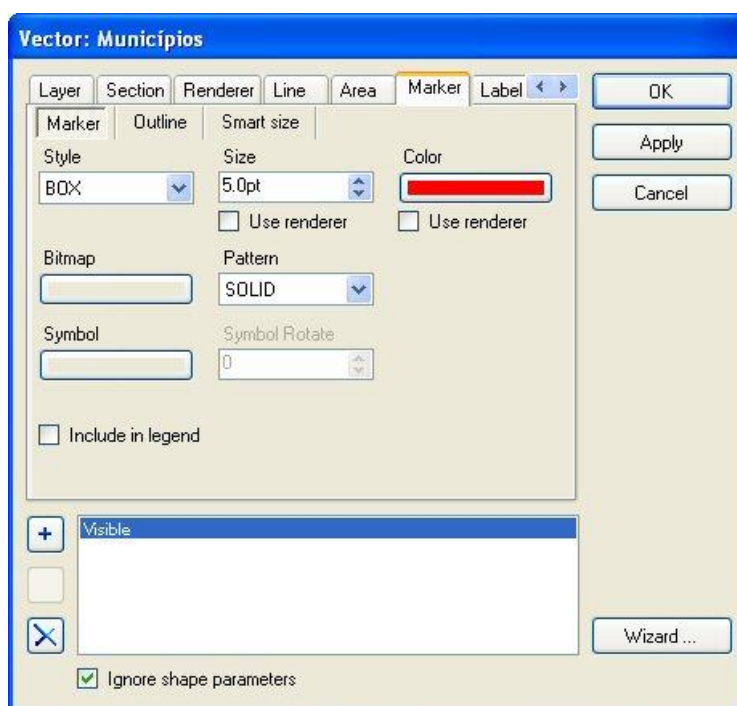 Vector: Municípios
Layer Section Renderer Line Area Marker Label
OK
Marker Outline Smart size
Apply
Style Size Color
BOX 5.0pt
Cancel
Use renderer Use renderer
Bitmap Pattern
SOLID
Symbol Symbol Rotate
0
Include in legend
+ Visible
Wizard ...
Ignore shape parameters